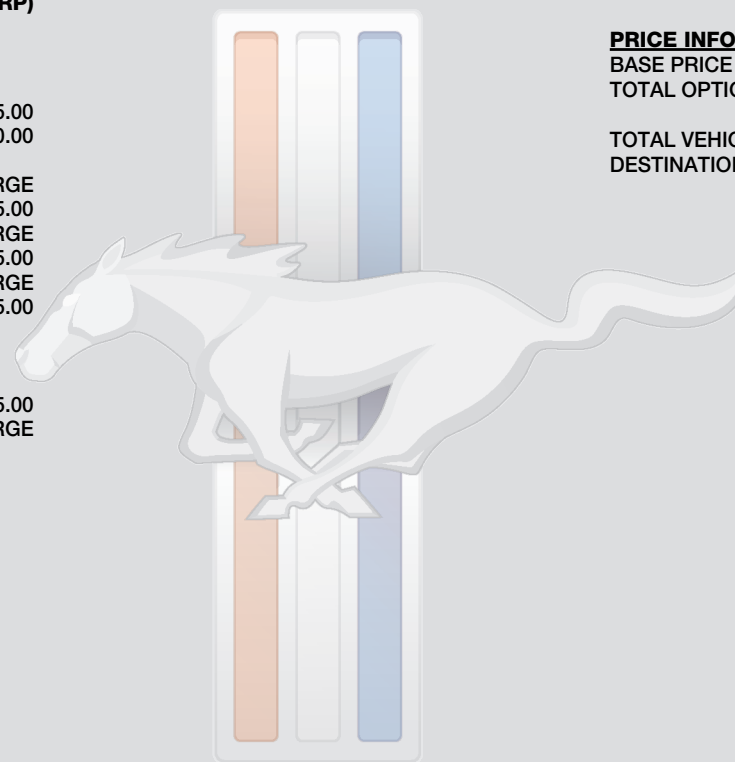 RP)
5.00
0.00
RGE
5.00
RGE
5.00
RGE
5.00
5.00
RGE
PRICE INFO
BASE PRICE
TOTAL OPTIO
TOTAL VEHIC
DESTINATION